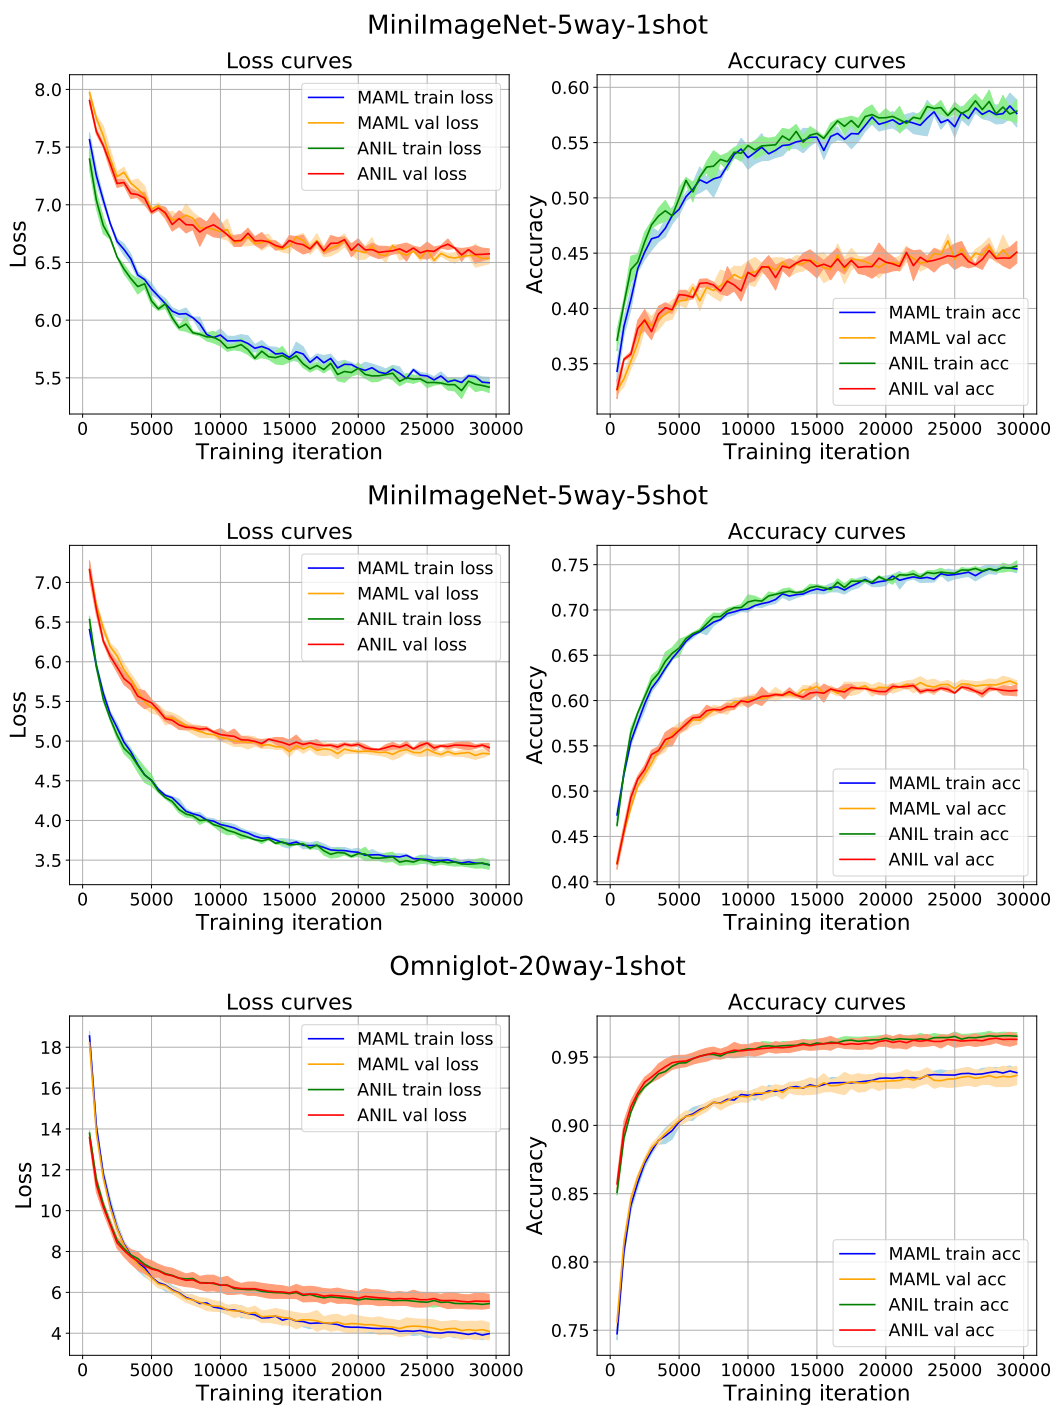 MiniImageNet-5way-1shot
Loss curves
Accuracy curves
8.0
7.5
7.0
6.5
6.0
5.5
Loss
MAML train loss
MAML val loss
ANIL train loss
ANIL val loss
0 5000 10000 15000 20000 25000 30000
Training iteration
0.60
0.55
0.50
0.45
0.40
0.35
Accuracy
MAML train acc
MAML val acc
ANIL train acc
ANIL val acc
0 5000 10000 15000 20000 25000 30000
Training iteration
MiniImageNet-5way-5shot
Loss curves
Accuracy curves
7.0
6.5
6.0
5.5
5.0
4.5
4.0
3.5
Loss
MAML train loss
MAML val loss
ANIL train loss
ANIL val loss
0 5000 10000 15000 20000 25000 30000
Training iteration
0.75
0.70
0.65
0.60
0.55
0.50
0.45
0.40
Accuracy
MAML train acc
MAML val acc
ANIL train acc
ANIL val acc
0 5000 10000 15000 20000 25000 30000
Training iteration
Omniglot-20way-1shot
Loss curves
Accuracy curves
18
16
14
12
10
8
6
4
Loss
MAML train loss
MAML val loss
ANIL train loss
ANIL val loss
0 5000 10000 15000 20000 25000 30000
Training iteration
0.95
0.90
0.85
0.80
0.75
Accuracy
MAML train acc
MAML val acc
ANIL train acc
ANIL val acc
0 5000 10000 15000 20000 25000 30000
Training iteration